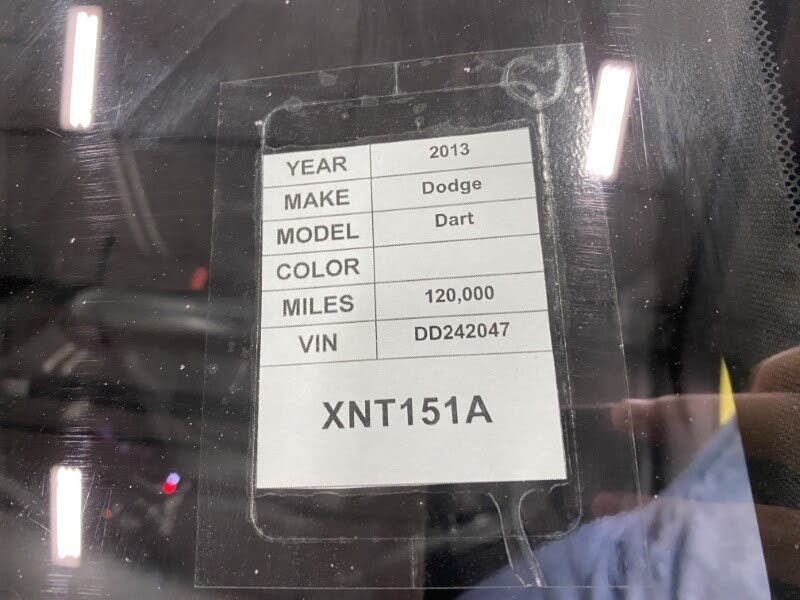 YEAR 2013
MAKE Dodge
MODEL Dart
COLOR
MILES 120,000
VIN DD242047
XNT151A